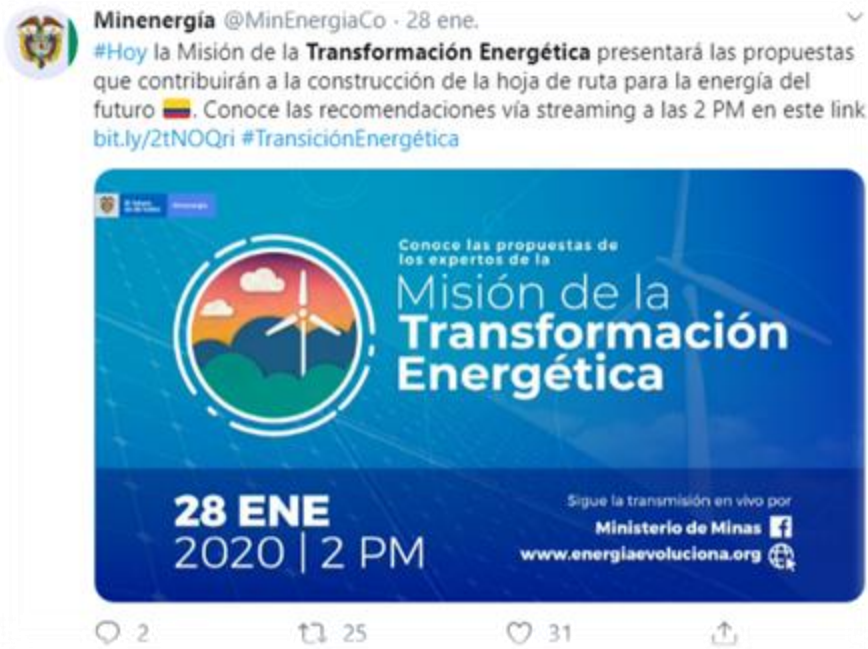 Minenergía @MinEnergiaCo · 28 ene.
#Hoy la Misión de la Transformación Energética presentará las propuestas
que contribuirán a la construcción de la hoja de ruta para la energía del
futuro 🇨🇴. Conoce las recomendaciones vía streaming a las 2 PM en este link
bit.ly/2tNOQri #TransiciónEnergética
Conoce las propuestas de
los expertos de la
Misión de la
Transformación
Energética
28 ENE
2020 | 2 PM
Sigue la transmisión en vivo por
Ministerio de Minas
www.energiaevoluciona.org
2 25 31